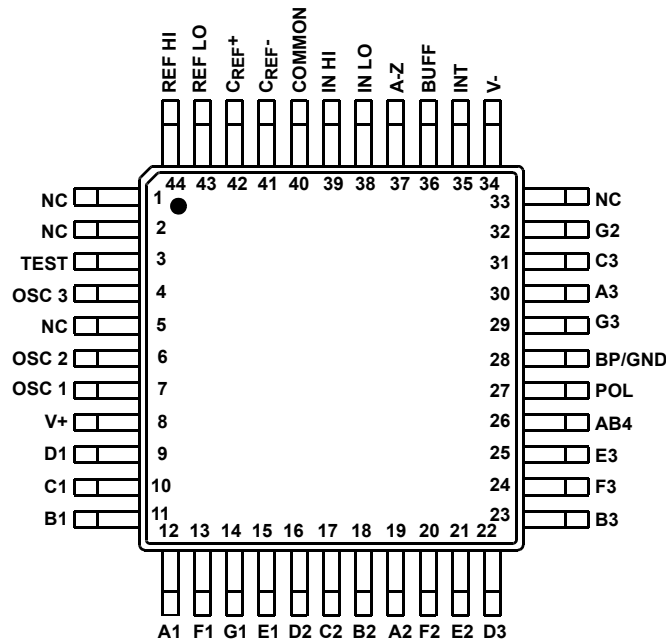 REF HI
REF LO
CREF+
CREF-
COMMON
IN HI
IN LO
A-Z
BUFF
INT
V-
44 43 42 41 40 39 38 37 36 35 34
NC 1 33 NC
NC 2 32 G2
TEST 3 31 C3
OSC 3 4 30 A3
NC 5 29 G3
OSC 2 6 28 BP/GND
OSC 1 7 27 POL
V+ 8 26 AB4
D1 9 25 E3
C1 10 24 F3
B1 11 23 B3
12 13 14 15 16 17 18 19 20 21 22
A1 F1 G1 E1 D2 C2 B2 A2 F2 E2 D3